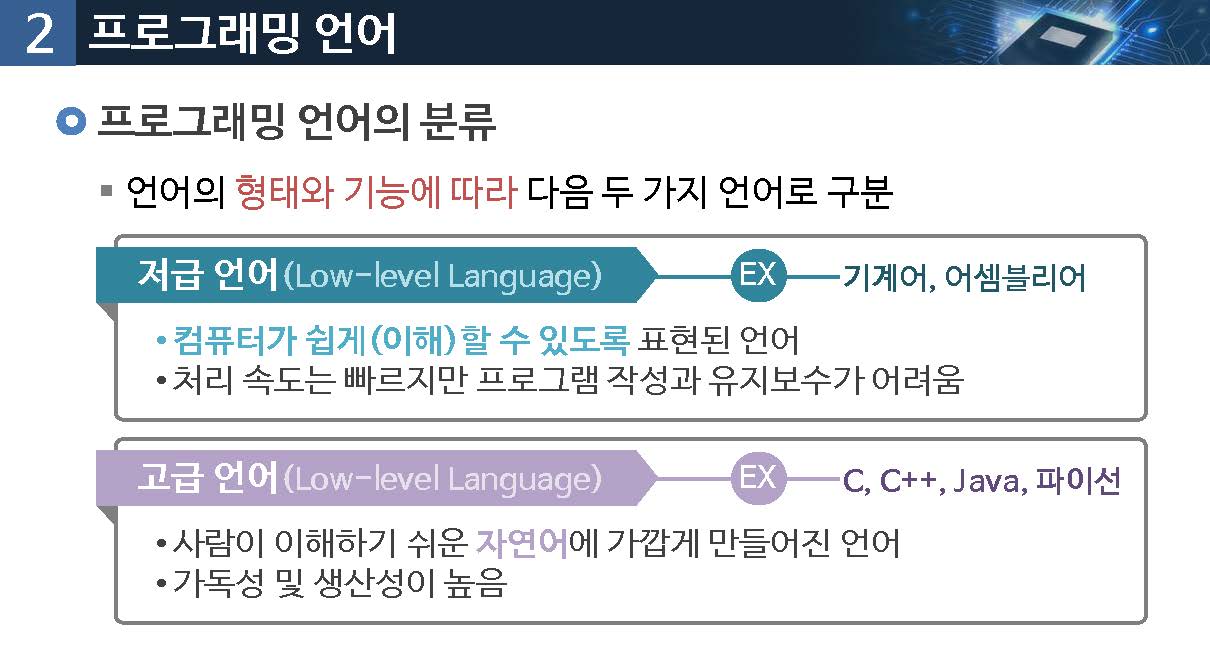 2 프로그래밍 언어
프로그래밍 언어의 분류
▪ 언어의 형태와 기능에 따라 다음 두 가지 언어로 구분
저급 언어(Low-level Language) EX 기계어, 어셈블리어
• 컴퓨터가 쉽게(이해)할 수 있도록 표현된 언어
• 처리 속도는 빠르지만 프로그램 작성과 유지보수가 어려움
고급 언어(Low-level Language) EX C, C++, Java, 파이선
• 사람이 이해하기 쉬운 자연어에 가깝게 만들어진 언어
• 가독성 및 생산성이 높음